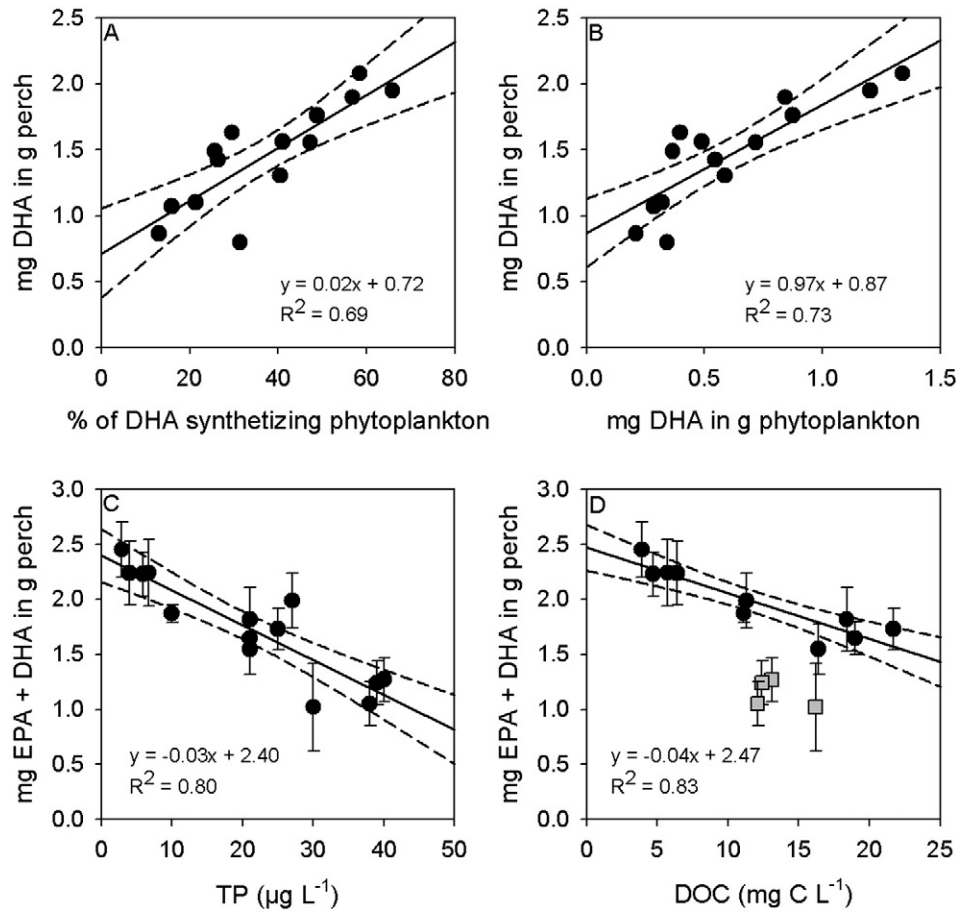 A
B
mg DHA in g perch
2.5
2.0
1.5
1.0
0.5
0.0
y = 0.02x + 0.72
R² = 0.69
0 20 40 60 80
% of DHA synthetizing phytoplankton
mg DHA in g perch
2.5
2.0
1.5
1.0
0.5
0.0
y = 0.97x + 0.87
R² = 0.73
0.0 0.5 1.0 1.5
mg DHA in g phytoplankton
C
D
mg EPA + DHA in g perch
3.0
2.5
2.0
1.5
1.0
0.5
0.0
y = -0.03x + 2.40
R² = 0.80
0 10 20 30 40 50
TP (µg L⁻¹)
mg EPA + DHA in g perch
3.0
2.5
2.0
1.5
1.0
0.5
0.0
y = -0.04x + 2.47
R² = 0.83
0 5 10 15 20 25
DOC (mg C L⁻¹)